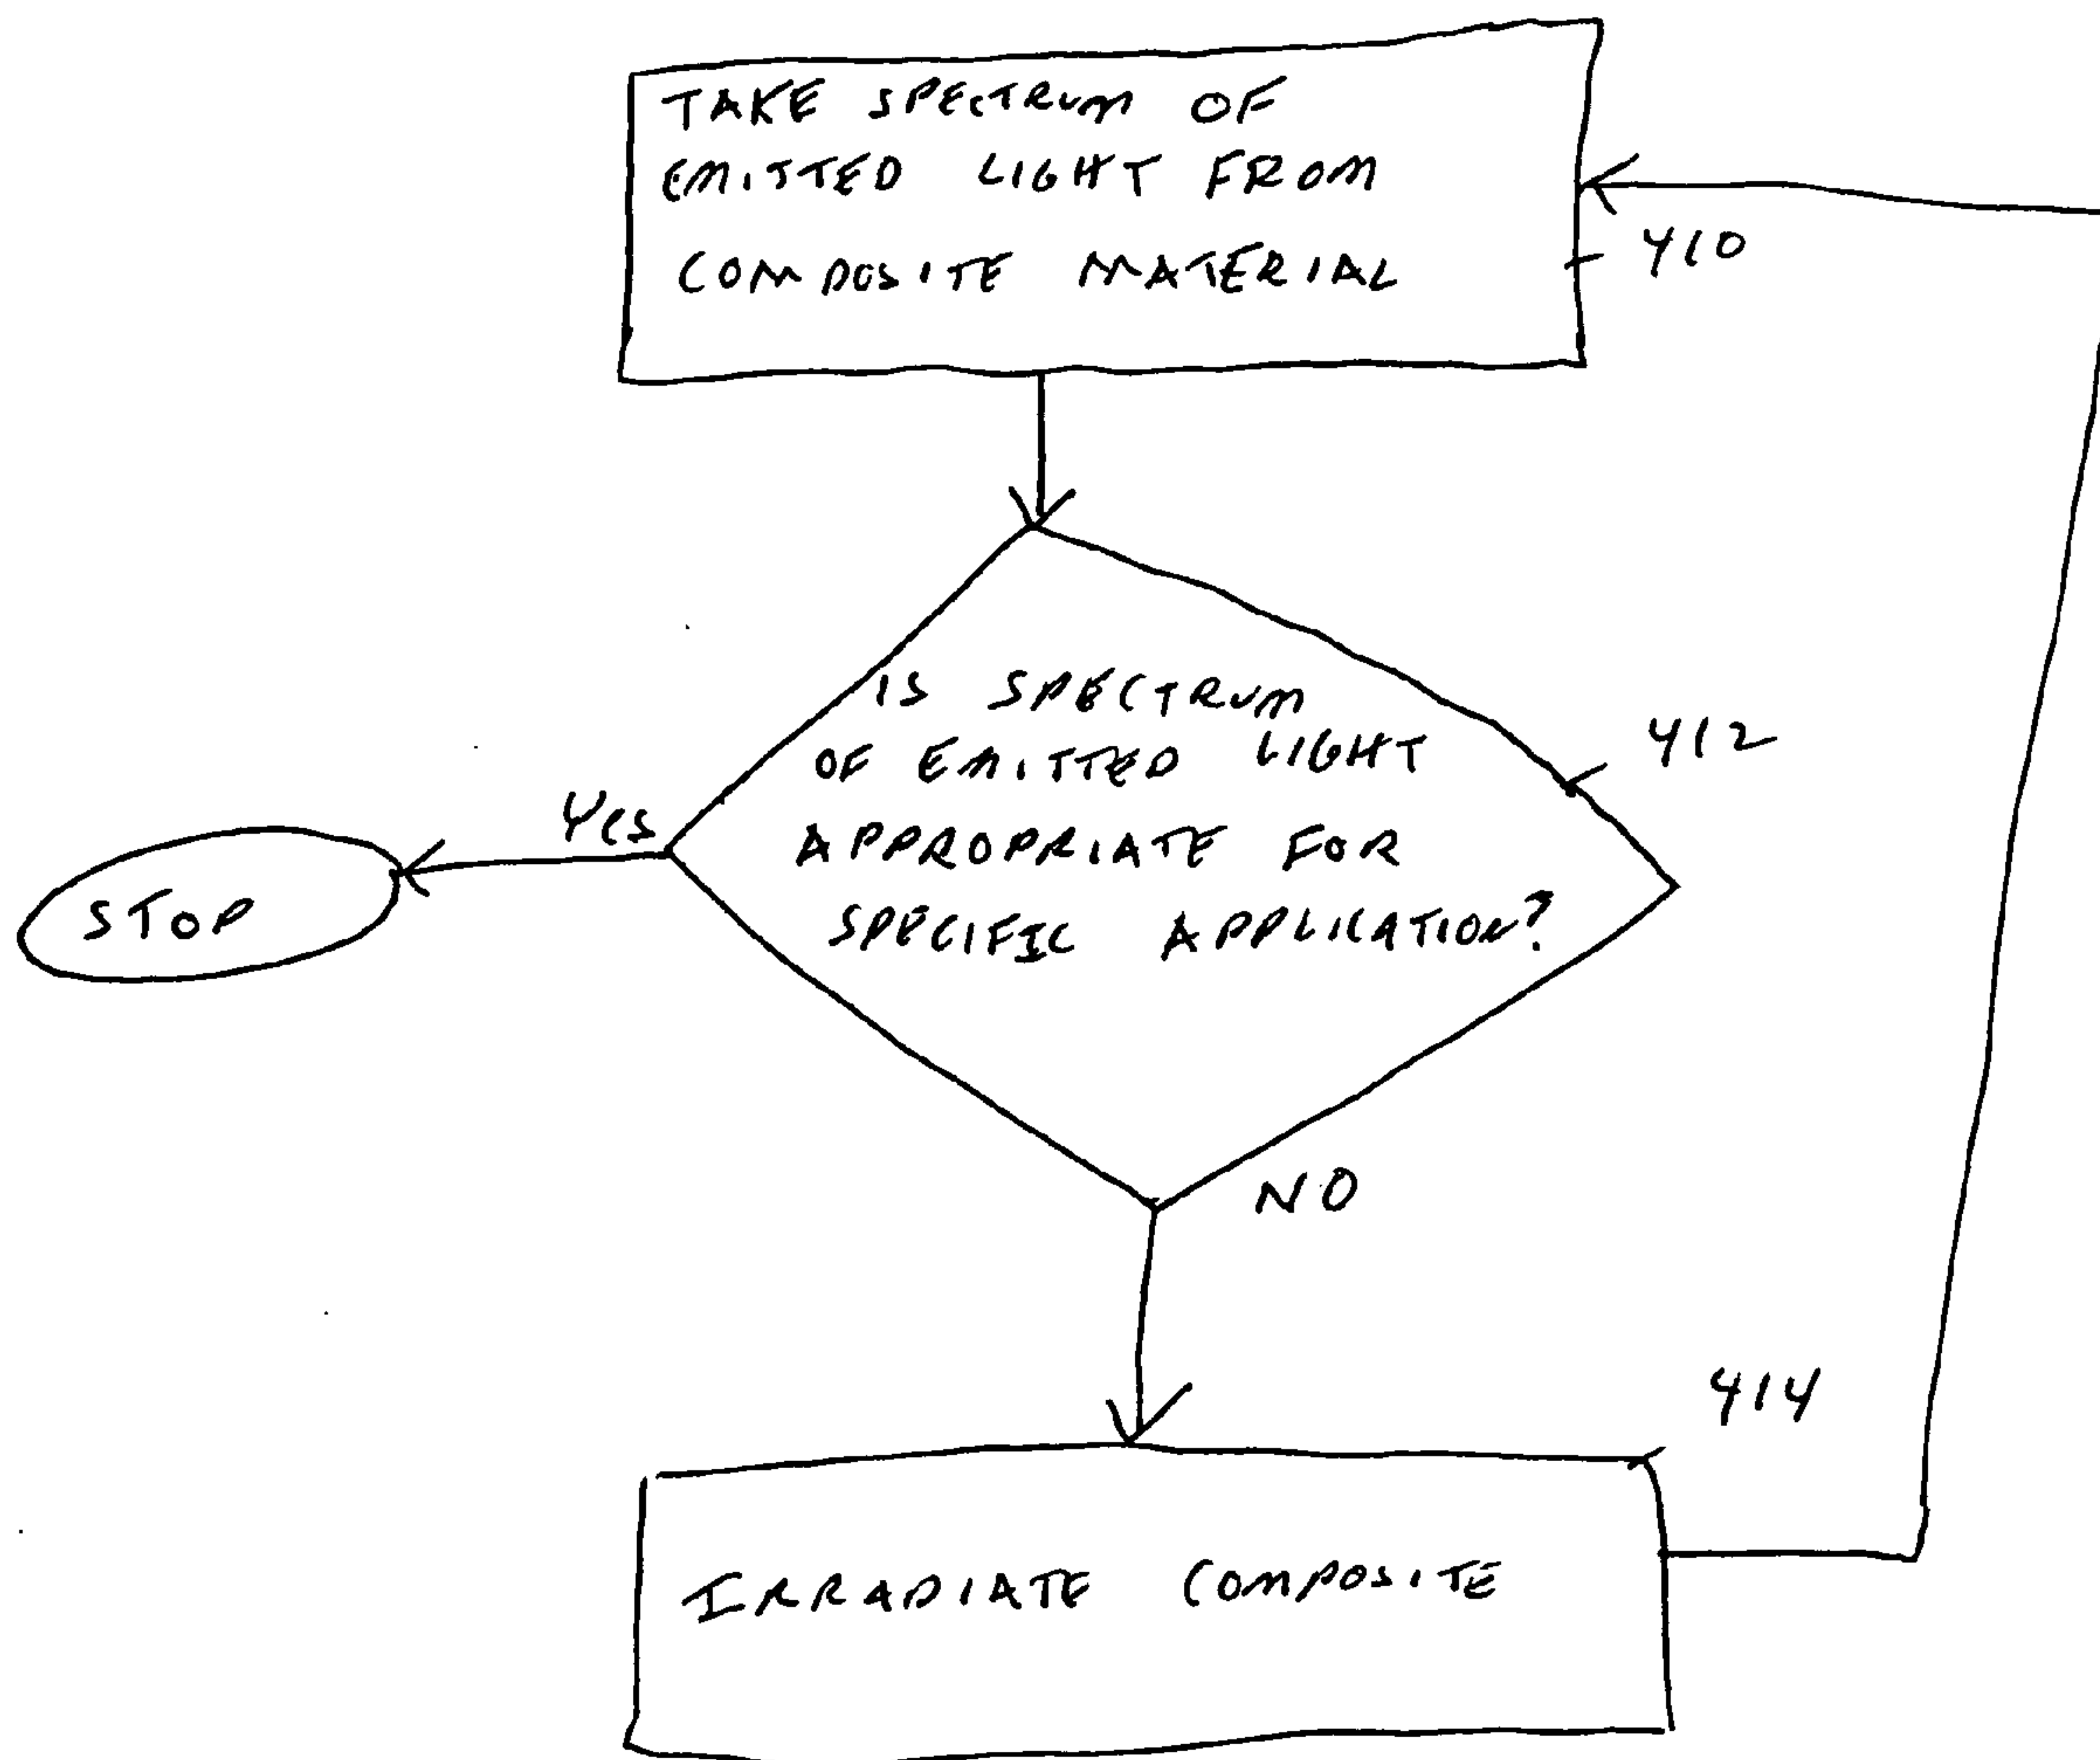 TAKE SPECTRUM OF
EMITTED LIGHT FROM
COMPOSITE MATERIAL
410
IS SPECTRUM
OF EMITTED LIGHT
APPROPRIATE FOR
SPECIFIC APPLICATION?
412
YES
STOP
NO
414
IRRADIATE COMPOSITE